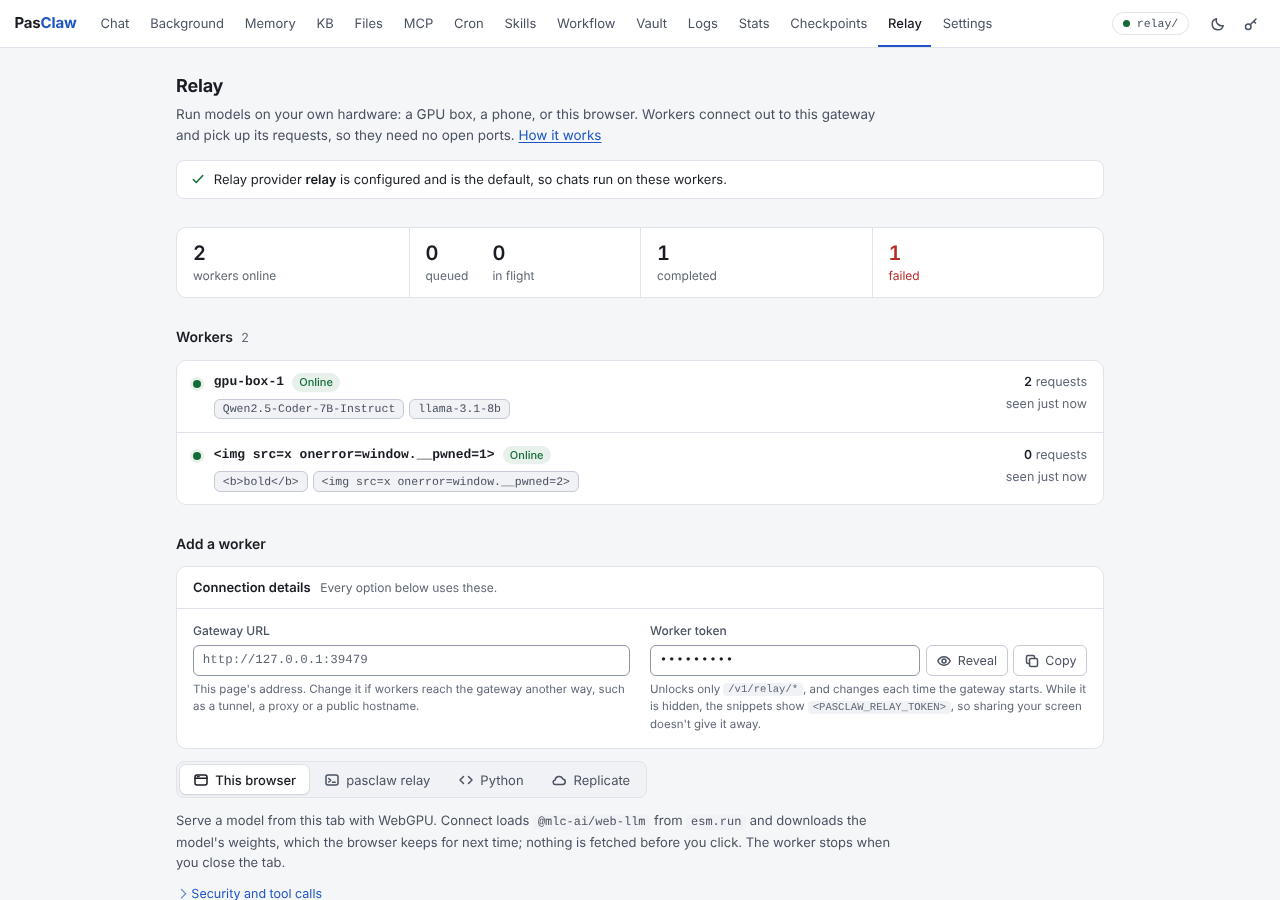 PasClaw Chat Background Memory KB Files MCP Cron Skills Workflow Vault Logs Stats Checkpoints Relay Settings relay/
Relay
Run models on your own hardware: a GPU box, a phone, or this browser. Workers connect out to this gateway
and pick up its requests, so they need no open ports. How it works
Relay provider relay is configured and is the default, so chats run on these workers.
2 0 0 1 1
workers online queued in flight completed failed
Workers 2
gpu-box-1 Online 2 requests
Qwen2.5-Coder-7B-Instruct llama-3.1-8b seen just now
<img src=x onerror=window.__pwned=1> Online 0 requests
<b>bold</b> <img src=x onerror=window.__pwned=2> seen just now
Add a worker
Connection details Every option below uses these.
Gateway URL
http://127.0.0.1:39479
This page's address. Change it if workers reach the gateway another way, such
as a tunnel, a proxy or a public hostname.
Worker token
••••••••• Reveal Copy
Unlocks only /v1/relay/*, and changes each time the gateway starts. While it
is hidden, the snippets show <PASCLAW_RELAY_TOKEN>, so sharing your screen
doesn't give it away.
This browser pasclaw relay Python Replicate
Serve a model from this tab with WebGPU. Connect loads @mlc-ai/web-llm from esm.run and downloads the
model's weights, which the browser keeps for next time; nothing is fetched before you click. The worker stops when
you close the tab.
Security and tool calls